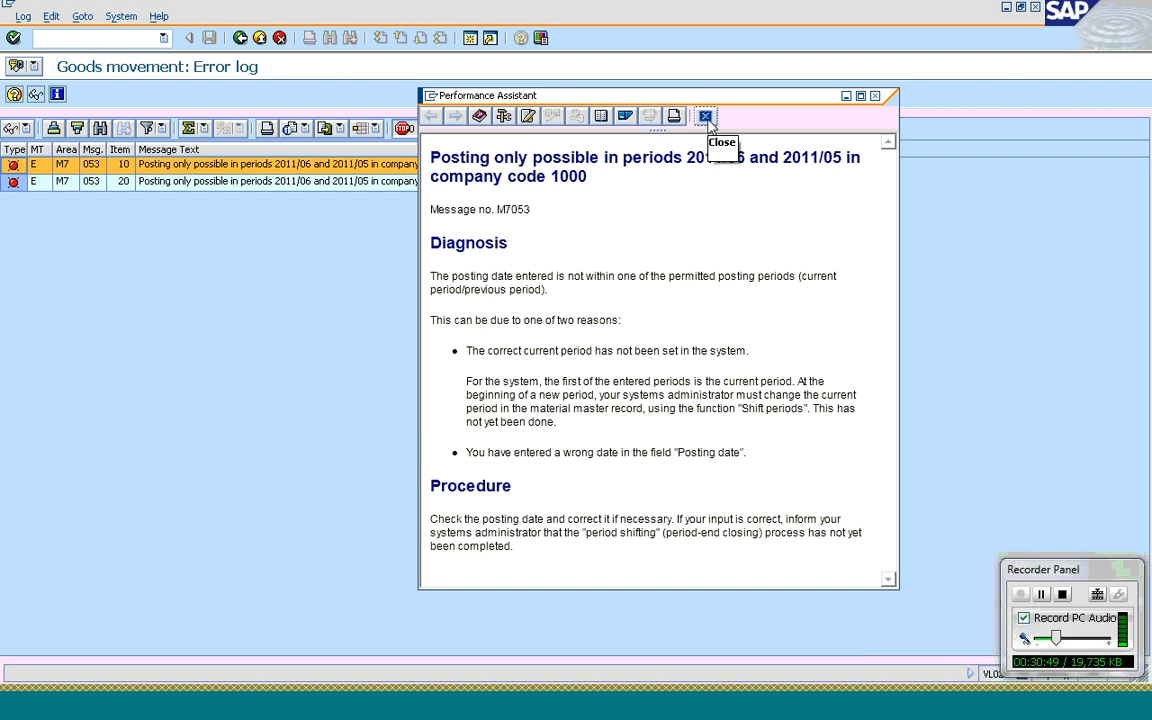 Log Edit Goto System Help
SAP
Goods movement: Error log
Performance Assistant
Close
Type MT Area Msg. Item Message Text
E M7 053 10 Posting only possible in periods 2011/06 and 2011/05 in company
E M7 053 20 Posting only possible in periods 2011/06 and 2011/05 in company
Posting only possible in periods 20 6 and 2011/05 in
company code 1000
Message no. M7053
Diagnosis
The posting date entered is not within one of the permitted posting periods (current
period/previous period).
This can be due to one of two reasons:
The correct current period has not been set in the system.
For the system, the first of the entered periods is the current period. At the
beginning of a new period, your systems administrator must change the current
period in the material master record, using the function "Shift periods". This has
not yet been done.
You have entered a wrong date in the field "Posting date".
Procedure
Check the posting date and correct it if necessary. If your input is correct, inform your
systems administrator that the "period shifting" (period-end closing) process has not yet
been completed.
Recorder Panel
Record PC Audio
00:30:49 / 19,735 KB